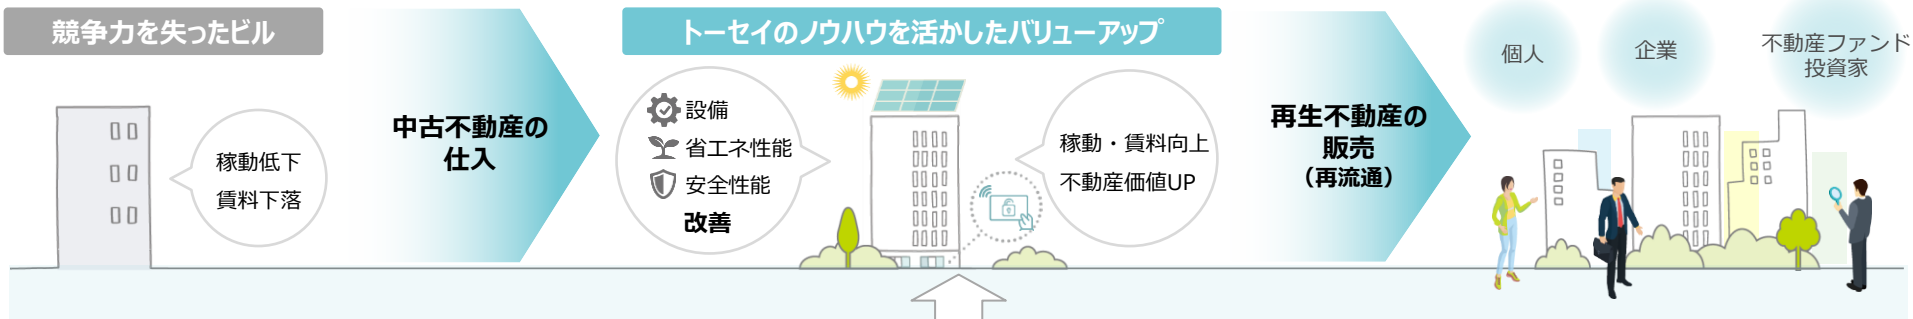 競争力を失ったビル
稼動低下
賃料下落
中古不動産の
仕入
トーセイのノウハウを活かしたバリューアップ
設備
省エネ性能
安全性能
改善
稼動・賃料向上
不動産価値UP
再生不動産の
販売
（再流通）
個人
企業
不動産ファンド
投資家